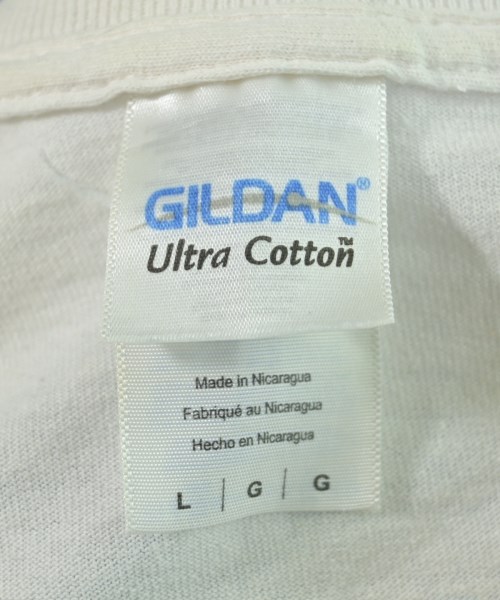 GILDAN®
Ultra Cotton™
Made in Nicaragua
Fabriqué au Nicaragua
Hecho en Nicaragua
L | G | G